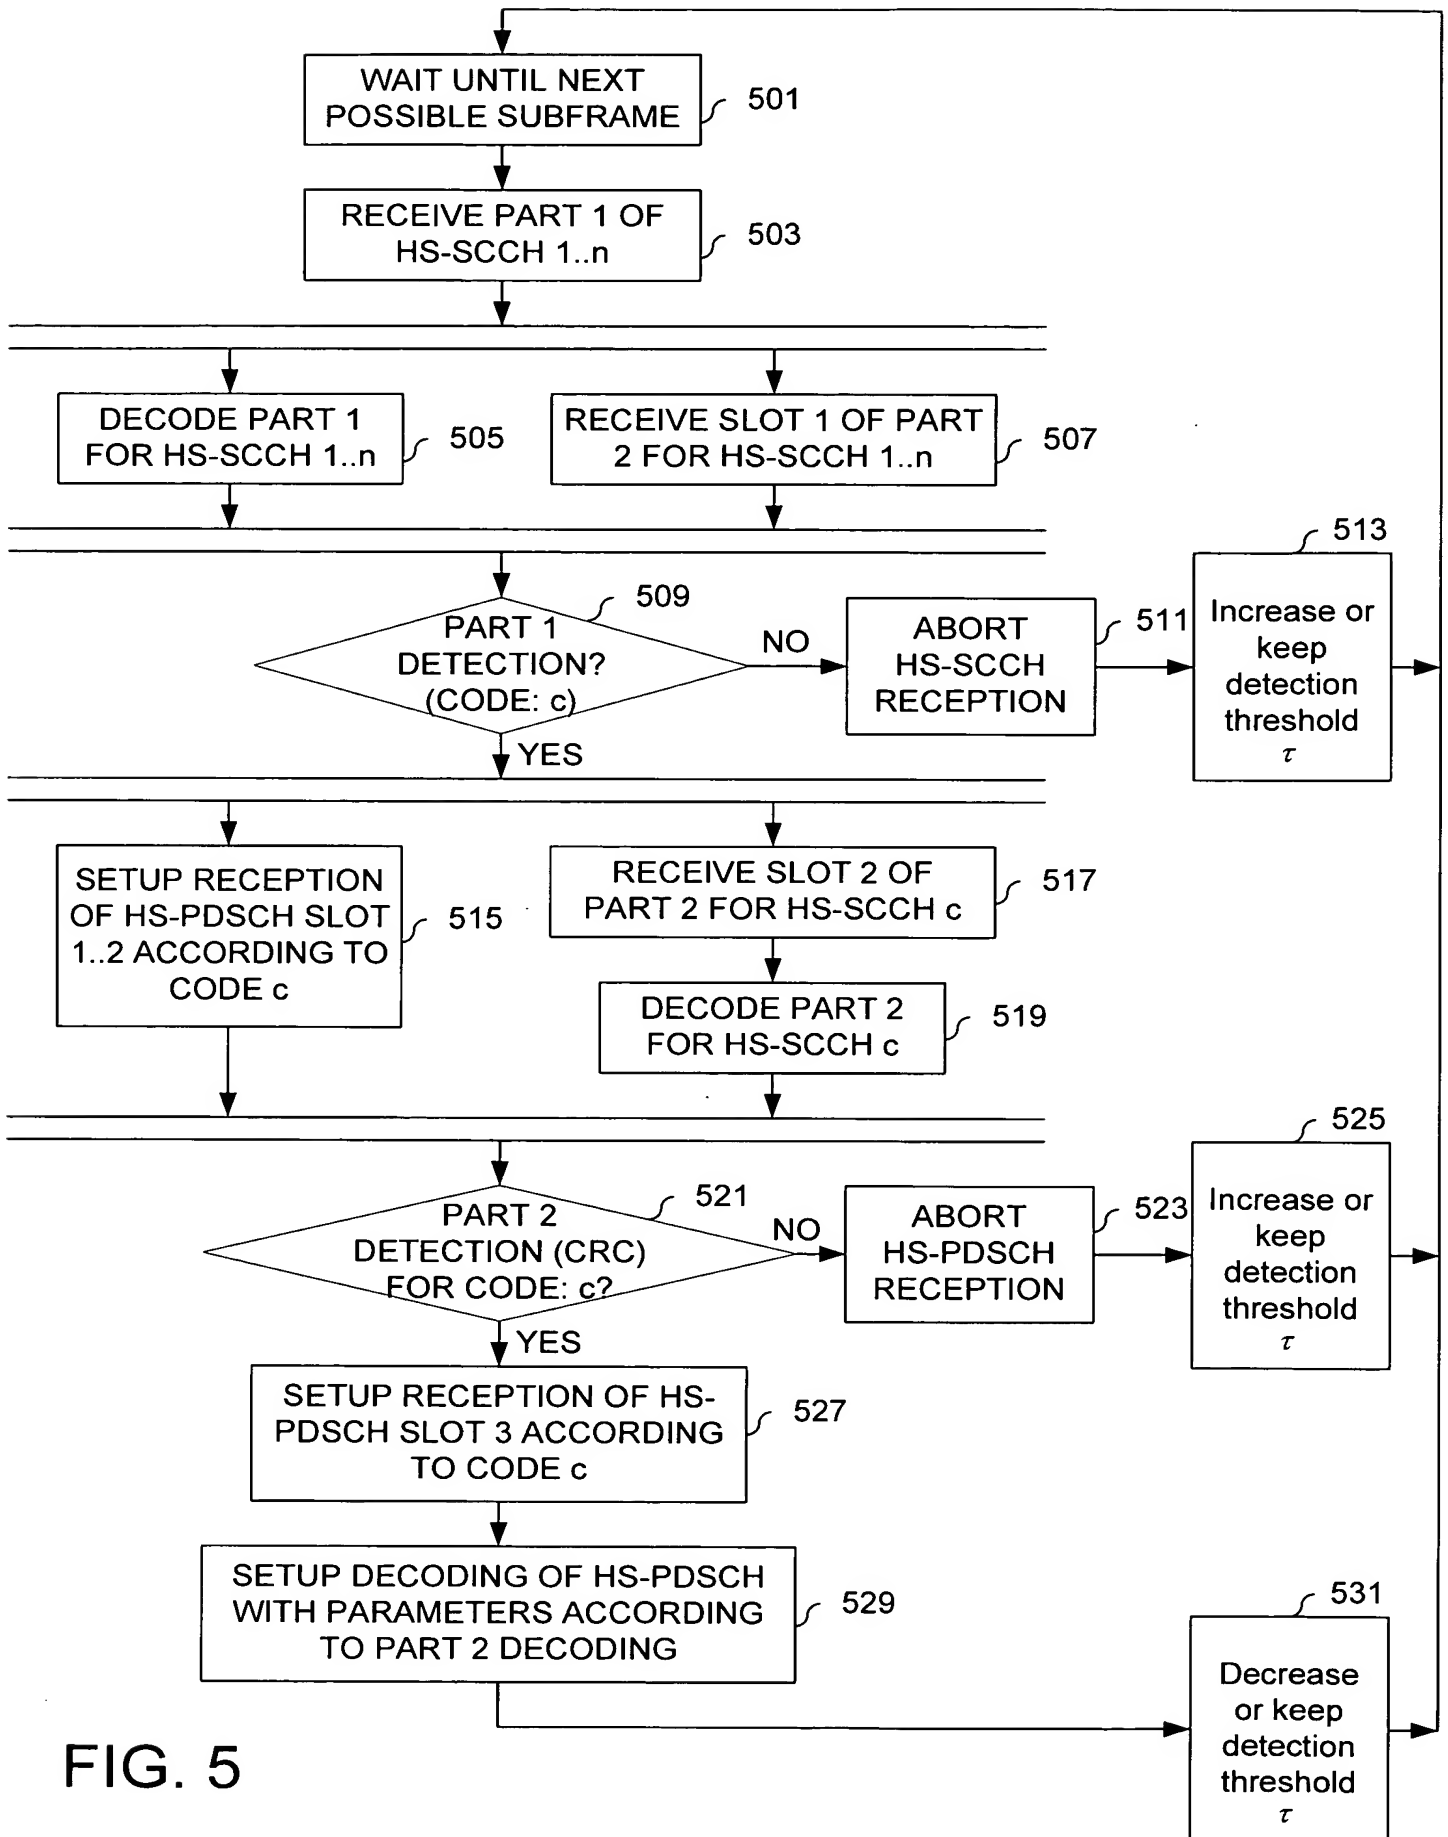 WAIT UNTIL NEXT
POSSIBLE SUBFRAME
501
RECEIVE PART 1 OF
HS-SCCH 1..n
503
DECODE PART 1
FOR HS-SCCH 1..n
505
RECEIVE SLOT 1 OF PART
2 FOR HS-SCCH 1..n
507
PART 1
DETECTION?
(CODE: c)
509
NO
YES
ABORT
HS-SCCH
RECEPTION
511
513
Increase or
keep
detection
threshold
τ
SETUP RECEPTION
OF HS-PDSCH SLOT
1..2 ACCORDING TO
CODE c
515
RECEIVE SLOT 2 OF
PART 2 FOR HS-SCCH c
517
DECODE PART 2
FOR HS-SCCH c
519
PART 2
DETECTION (CRC)
FOR CODE: c?
521
NO
YES
ABORT
HS-PDSCH
RECEPTION
523
525
Increase or
keep
detection
threshold
τ
SETUP RECEPTION OF HS-
PDSCH SLOT 3 ACCORDING
TO CODE c
527
SETUP DECODING OF HS-PDSCH
WITH PARAMETERS ACCORDING
TO PART 2 DECODING
529
531
Decrease
or keep
detection
threshold
τ
FIG. 5